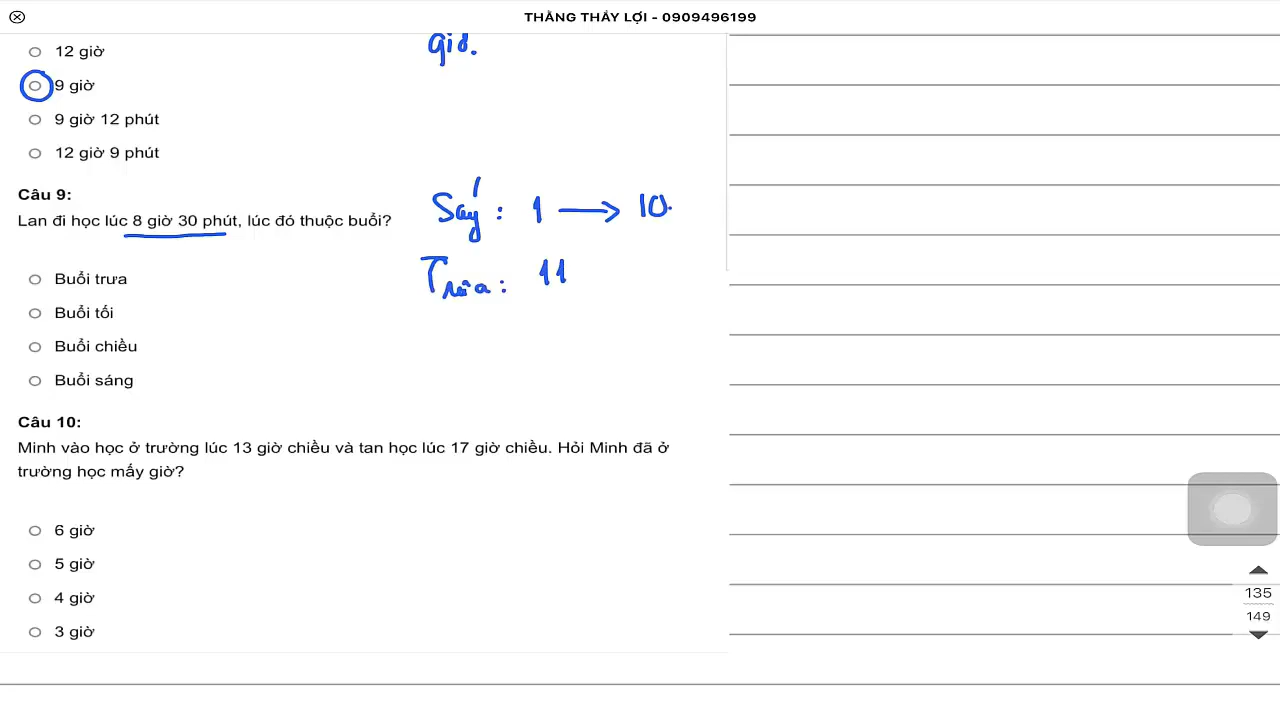 THẰNG THẦY LỢI - 0909496199
12 giờ
giờ.
9 giờ
9 giờ 12 phút
12 giờ 9 phút
Câu 9:
Lan đi học lúc 8 giờ 30 phút, lúc đó thuộc buổi?
Sáng : 1 → 10
Trưa : 11
Buổi trưa
Buổi tối
Buổi chiều
Buổi sáng
Câu 10:
Minh vào học ở trường lúc 13 giờ chiều và tan học lúc 17 giờ chiều. Hỏi Minh đã ở
trường học mấy giờ?
6 giờ
5 giờ
4 giờ
3 giờ
135
149